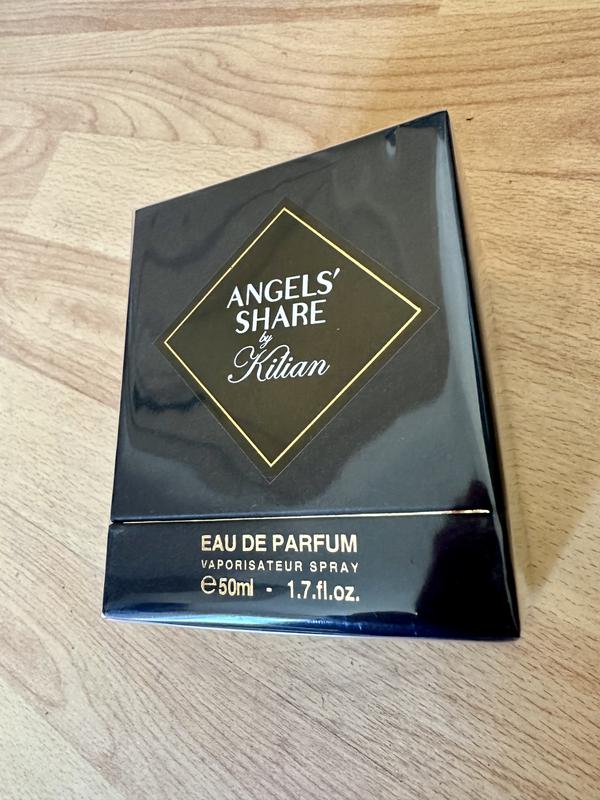 ANGELS'
SHARE
by
Kilian
EAU DE PARFUM
VAPORISATEUR SPRAY
℮50ml - 1.7.fl.oz.